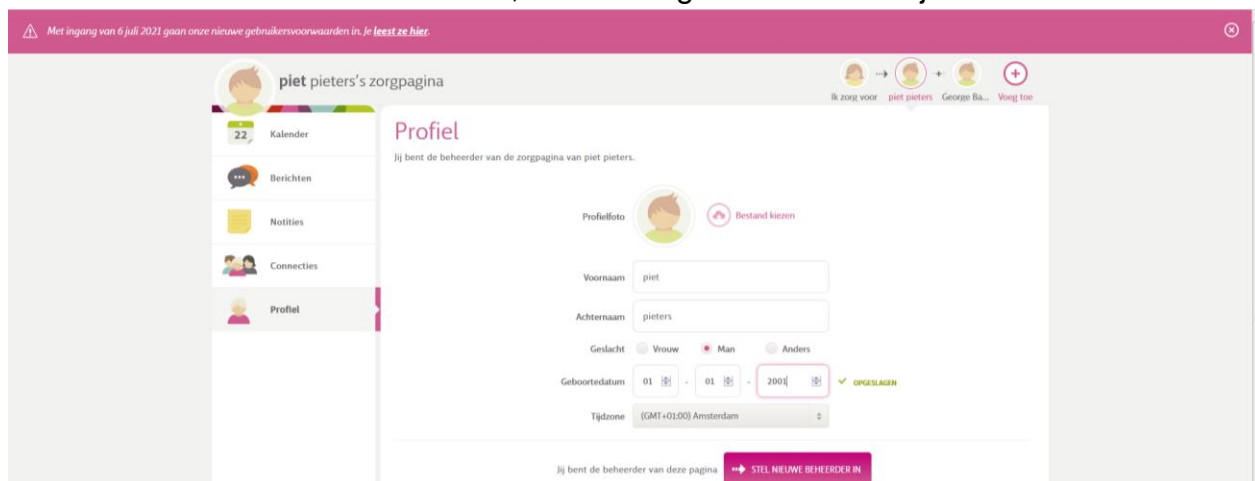 Met ingang van 6 juli 2021 gaan onze nieuwe gebruikersvoorwaarden in. Je leest ze hier.
piet pieters's zorgpagina
Ik zorg voor piet pieters George Ba... Voeg toe
22 Kalender
Berichten
Notities
Connecties
Profiel
Profiel
Jij bent de beheerder van de zorgpagina van piet pieters.
Profielfoto Bestand kiezen
Voornaam piet
Achternaam pieters
Geslacht Vrouw Man Anders
Geboortedatum 01 - 01 - 2001 OPGESLAGEN
Tijdzone (GMT+01:00) Amsterdam
Jij bent de beheerder van deze pagina STEL NIEUWE BEHEERDER IN